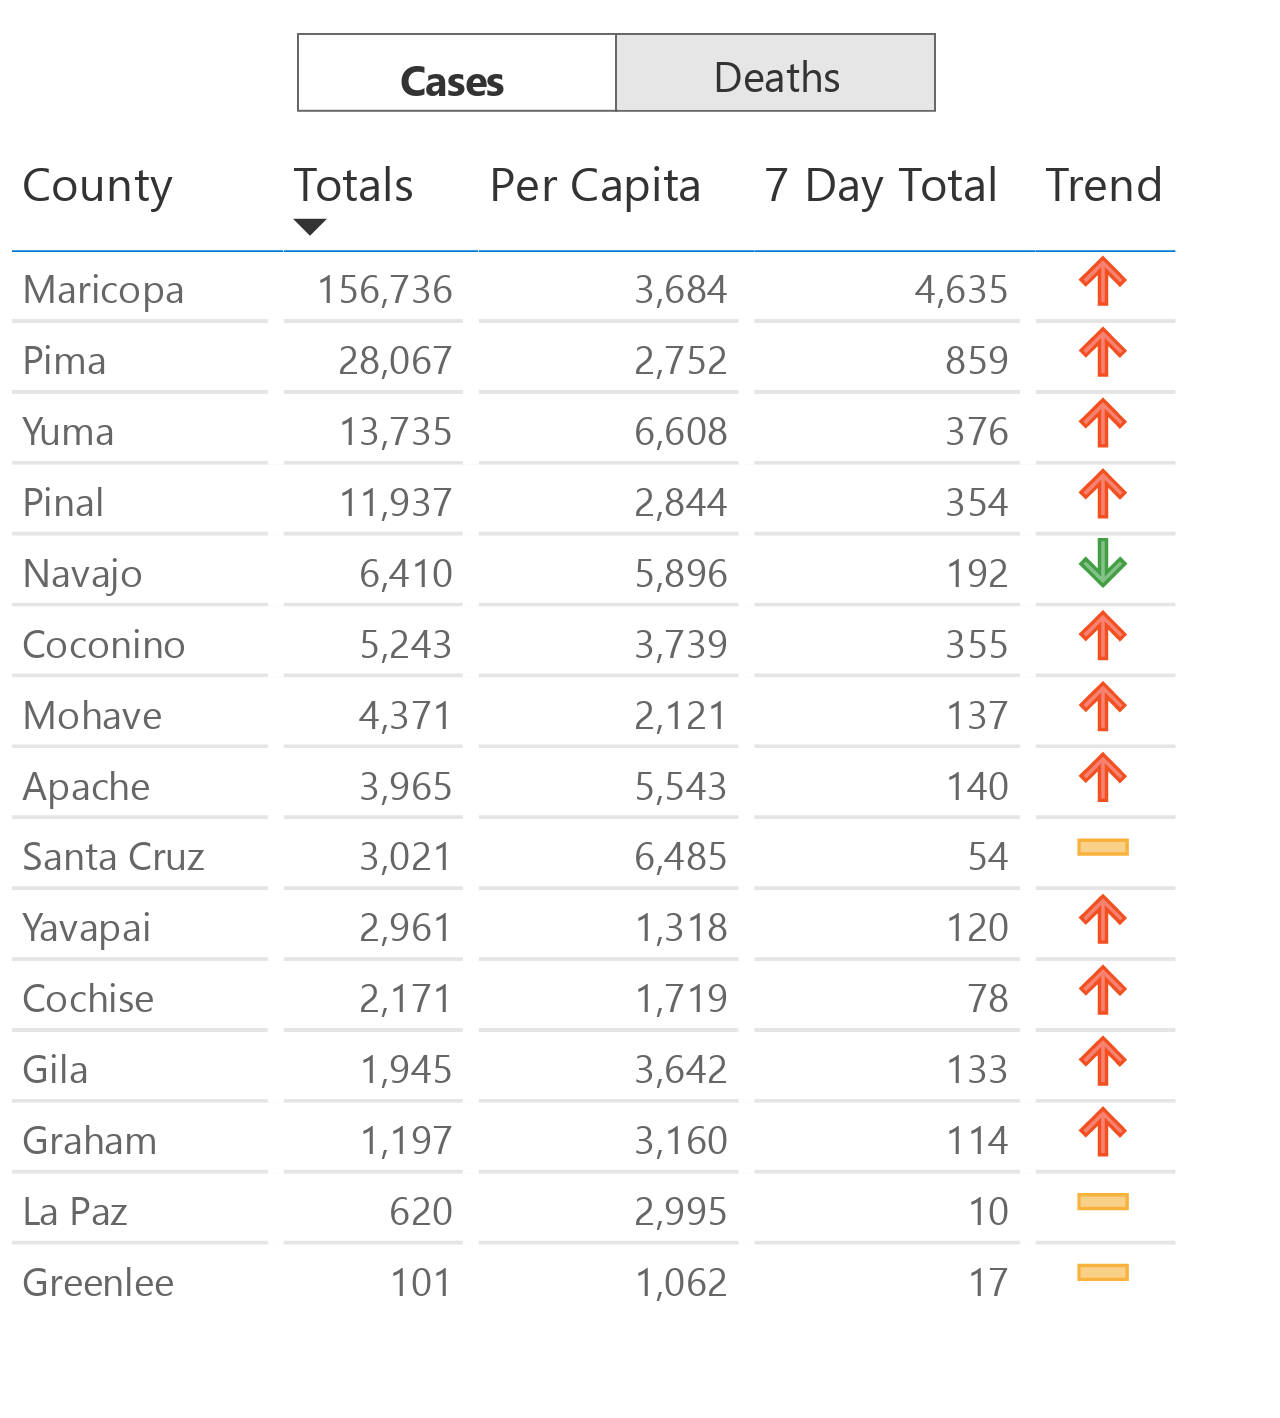 Cases Deaths
County Totals Per Capita 7 Day Total Trend
Maricopa 156,736 3,684 4,635
Pima 28,067 2,752 859
Yuma 13,735 6,608 376
Pinal 11,937 2,844 354
Navajo 6,410 5,896 192
Coconino 5,243 3,739 355
Mohave 4,371 2,121 137
Apache 3,965 5,543 140
Santa Cruz 3,021 6,485 54
Yavapai 2,961 1,318 120
Cochise 2,171 1,719 78
Gila 1,945 3,642 133
Graham 1,197 3,160 114
La Paz 620 2,995 10
Greenlee 101 1,062 17